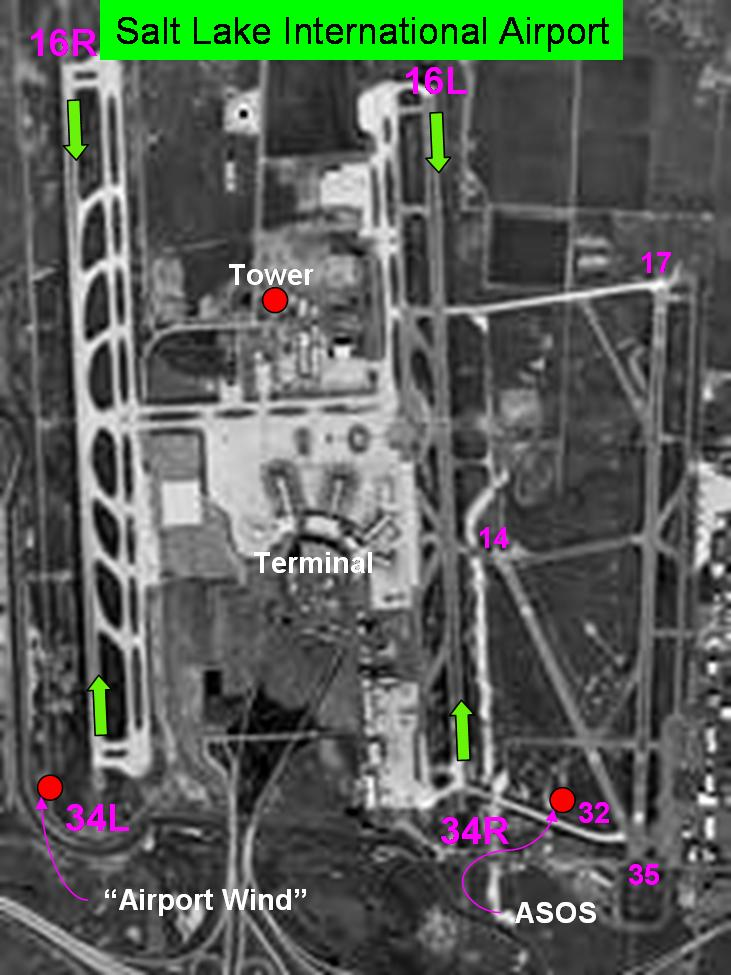 Salt Lake International Airport
16R
16L
17
Tower
14
Terminal
32
34L
34R
35
“Airport Wind”
ASOS